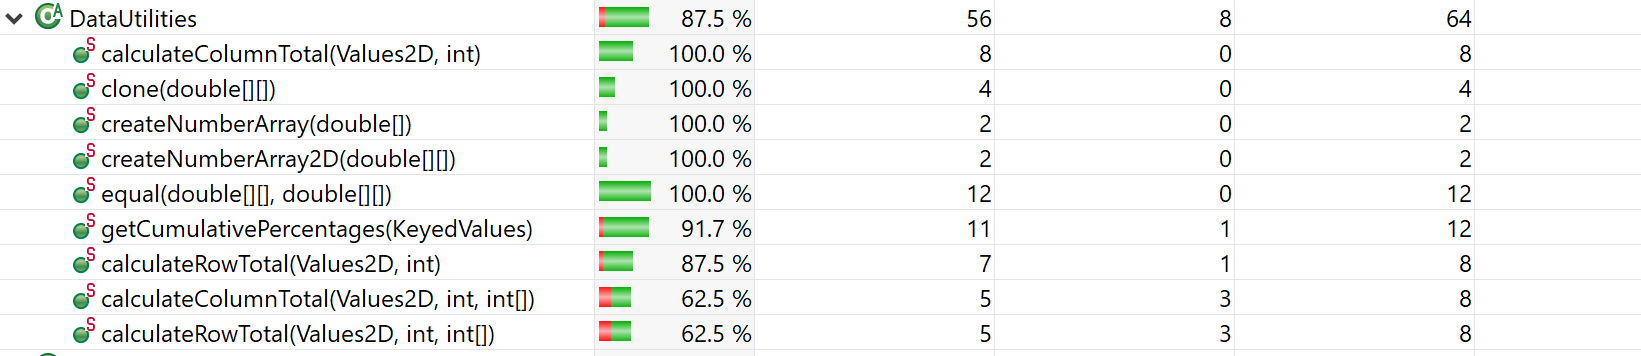 DataUtilities 87.5 % 56 8 64
calculateColumnTotal(Values2D, int) 100.0 % 8 0 8
clone(double[][]) 100.0 % 4 0 4
createNumberArray(double[]) 100.0 % 2 0 2
createNumberArray2D(double[][]) 100.0 % 2 0 2
equal(double[][], double[][]) 100.0 % 12 0 12
getCumulativePercentages(KeyedValues) 91.7 % 11 1 12
calculateRowTotal(Values2D, int) 87.5 % 7 1 8
calculateColumnTotal(Values2D, int, int[]) 62.5 % 5 3 8
calculateRowTotal(Values2D, int, int[]) 62.5 % 5 3 8